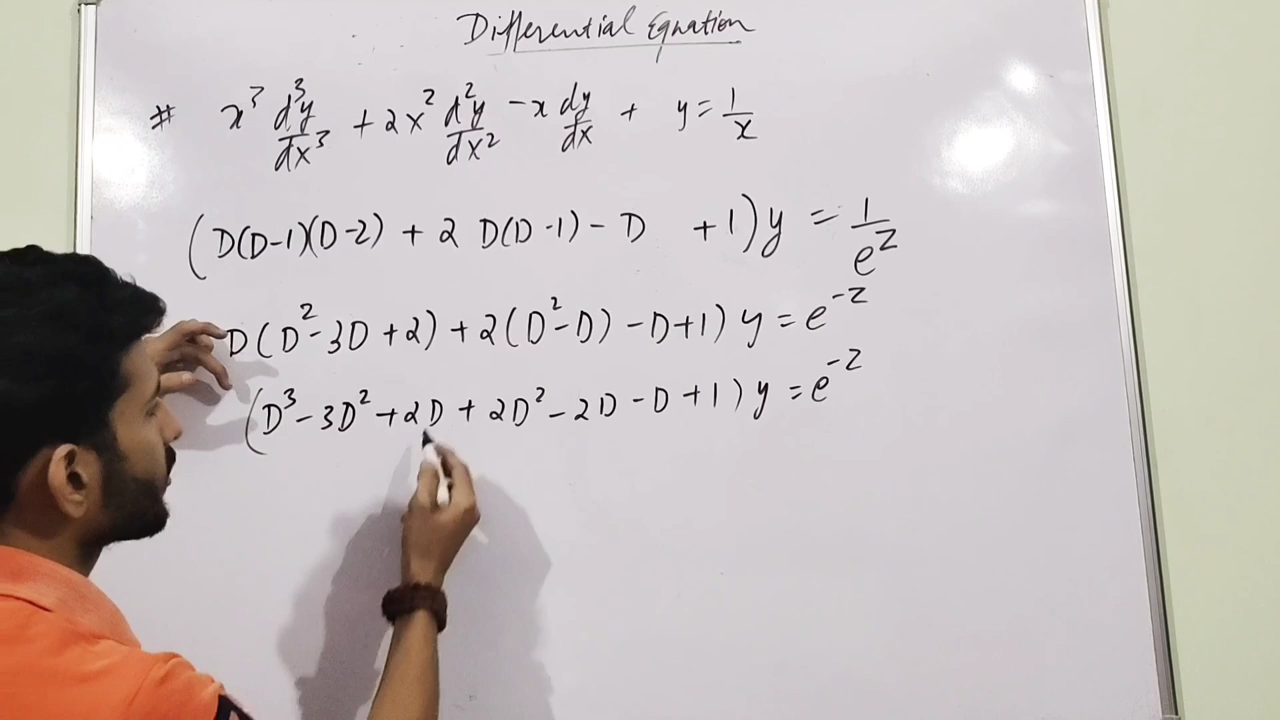 Differential Equation
# x³ d³y/dx³ + 2x² d²y/dx² - x dy/dx + y = 1/x
(D(D-1)(D-2) + 2 D(D-1) - D + 1) y = 1/e^z
D(D² - 3D + 2) + 2(D² - D) - D + 1) y = e^-z
(D³ - 3D² + 2D + 2D² - 2D - D + 1) y = e^-z